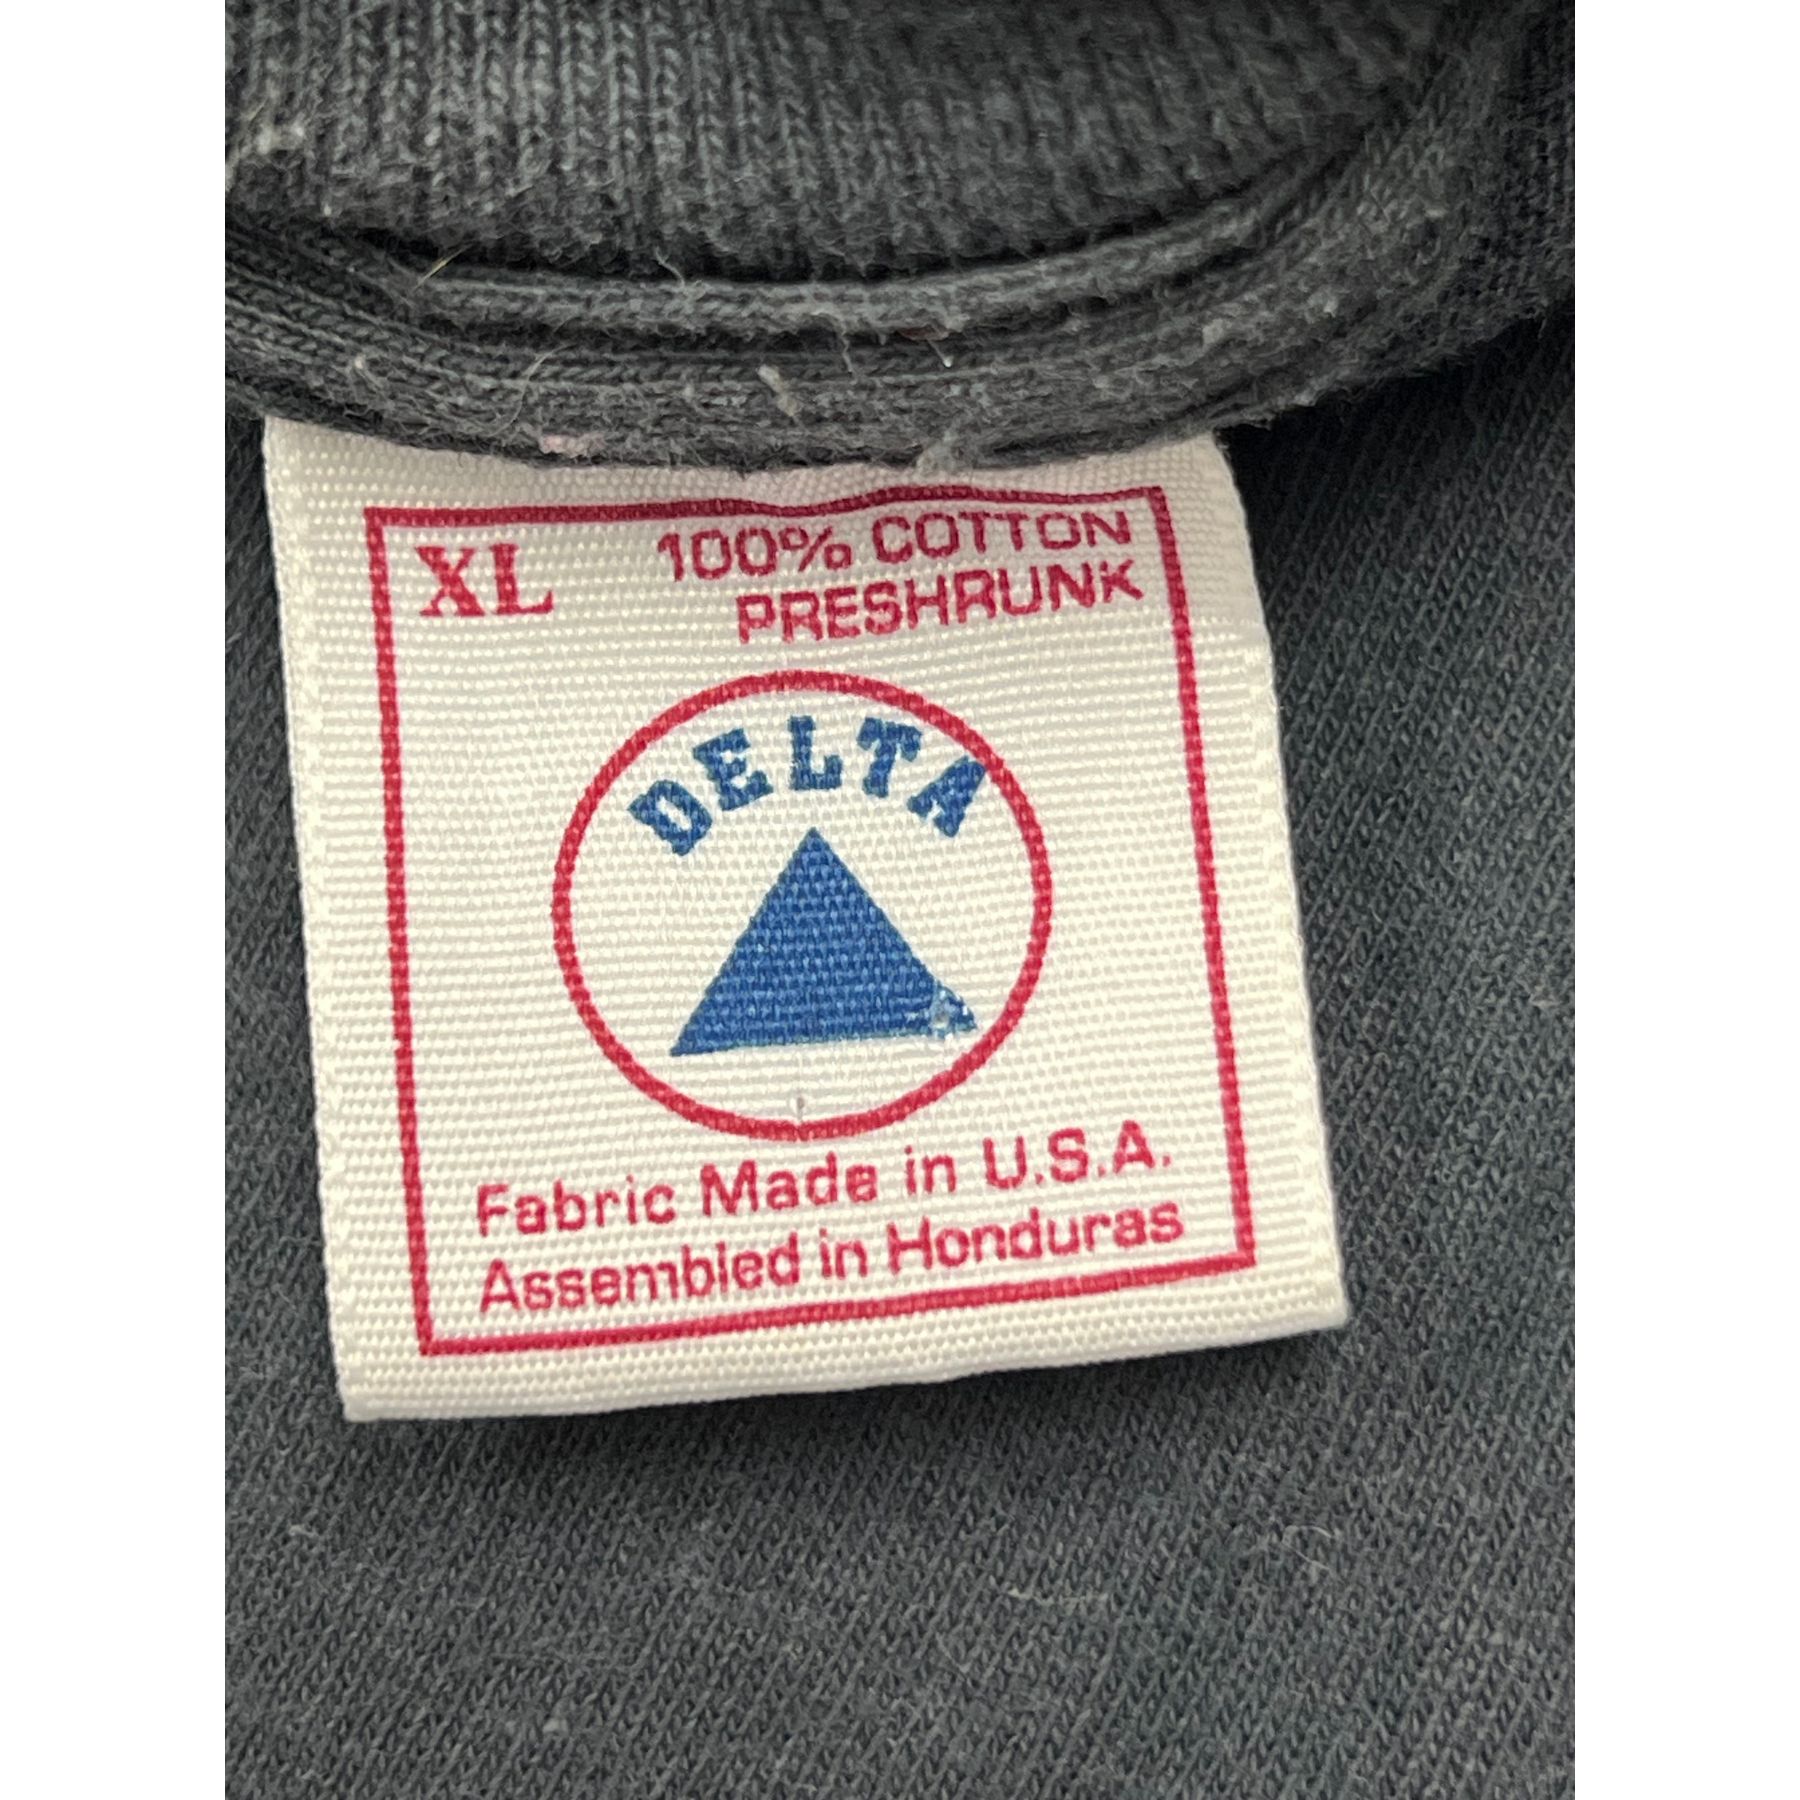 XL
100% COTTON
PRESHRUNK
DELTA
Fabric Made in U.S.A.
Assembled in Honduras